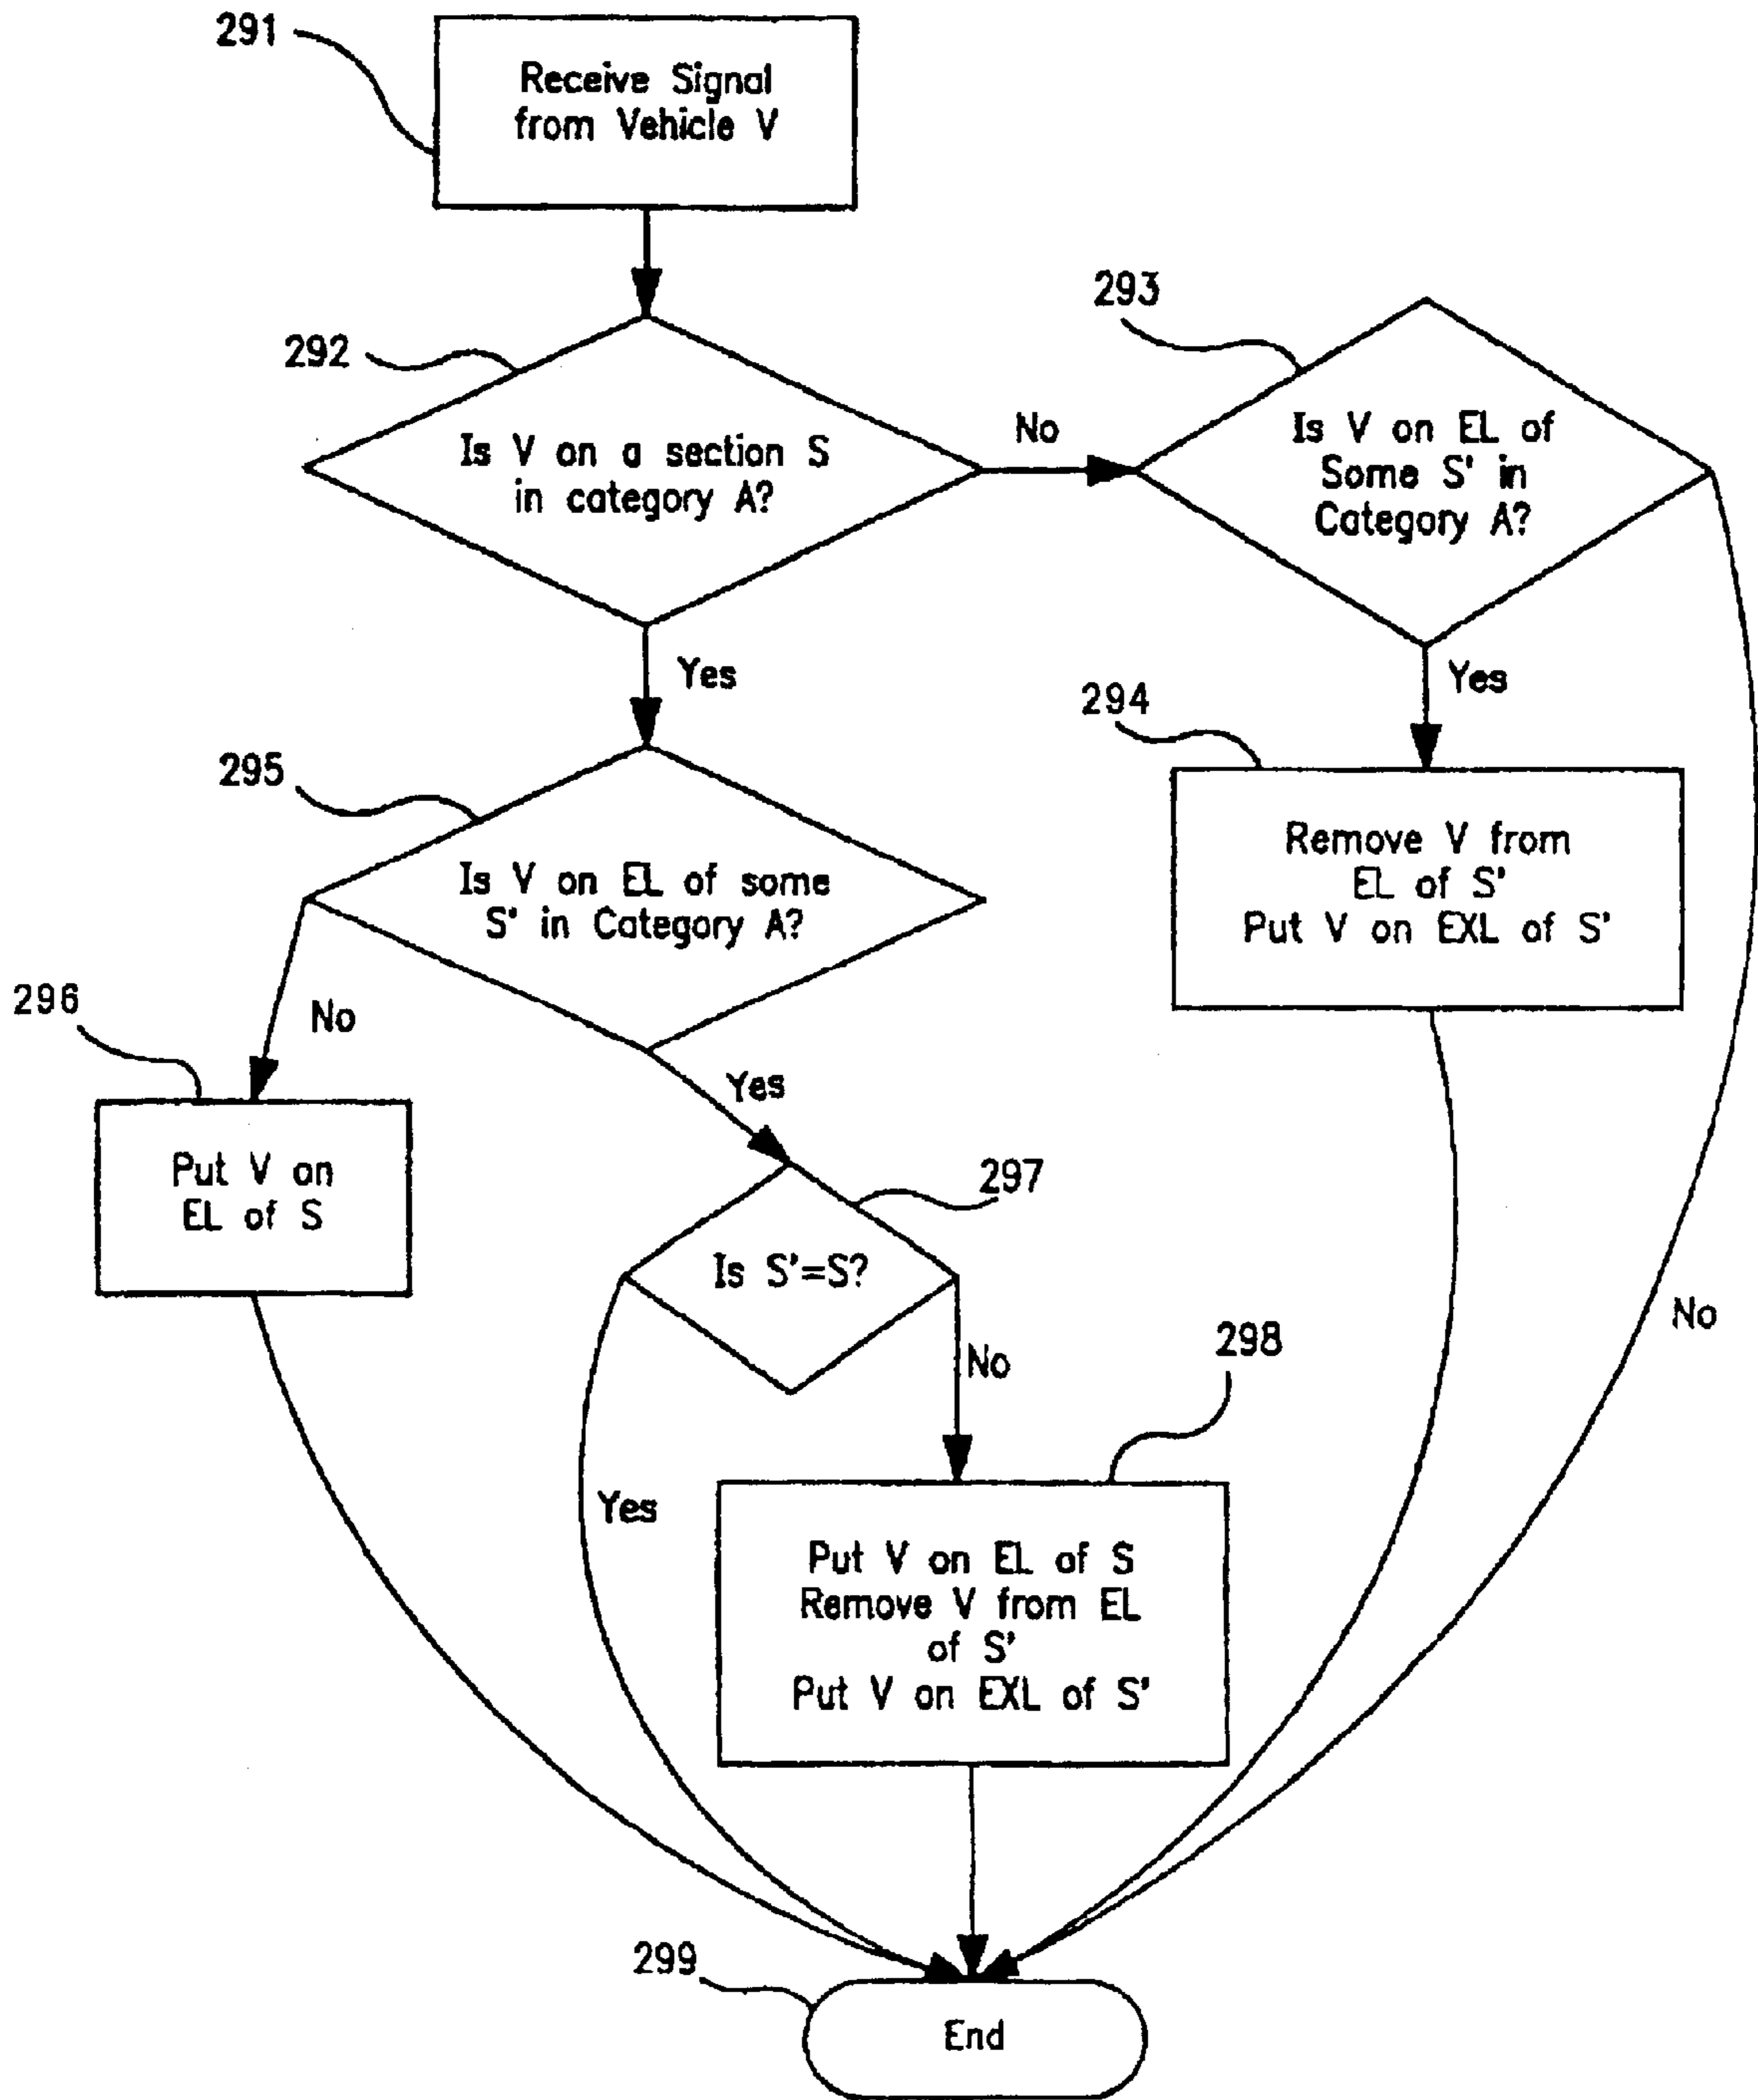 291
Receive Signal
from Vehicle V
292
Is V on a section S
in category A?
No
293
Is V on EL of
Some S' in
Category A?
Yes
Yes
294
Remove V from
EL of S'
Put V on EXL of S'
295
Is V on EL of some
S' in Category A?
No
296
Put V on
EL of S
Yes
297
Is S'=S?
No
No
Yes
298
Put V on EL of S
Remove V from EL
of S'
Put V on EXL of S'
299
End